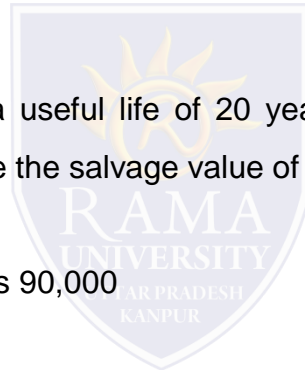 a useful life of 20 yea
e the salvage value of
RAMA
UNIVERSITY
UTTAR PRADESH
KANPUR
s 90,000